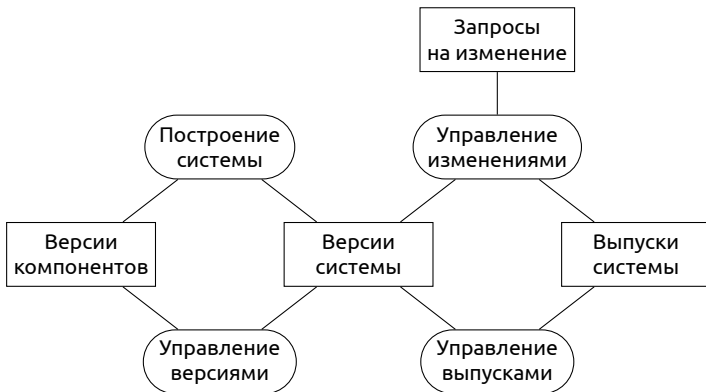 Запросы
на изменение
Построение
системы
Управление
изменениями
Версии
компонентов
Версии
системы
Выпуски
системы
Управление
версиями
Управление
выпусками